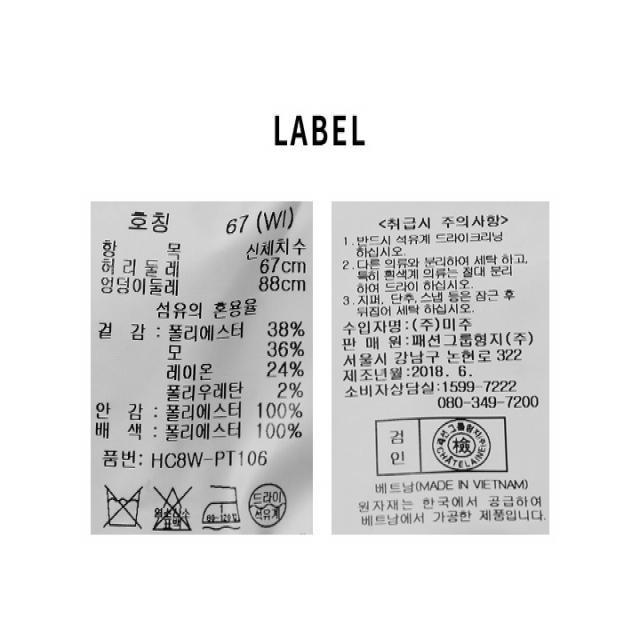 LABEL
호칭 67 (WI)
항 목 신체치수
허리둘레 67cm
엉덩이둘레 88cm
섬유의 혼용율
겉 감 : 폴리에스터 38%
모 36%
레이온 24%
폴리우레탄 2%
안 감 : 폴리에스터 100%
배 색 : 폴리에스터 100%
품번: HC8W-PT106
염소산소
표백
60-120℃
드라이
석유계
<취급시 주의사항>
1. 반드시 석유계 드라이크리닝
하십시오.
2. 다른 의류와 분리하여 세탁 하고,
특히 흰색계 의류는 절대 분리
하여 드라이 하십시오.
3. 지퍼, 단추, 스냅 등은 잠근 후
뒤집어 세탁 하십시오.
수입자명: (주)미주
판 매 원: 패션그룹형지(주)
서울시 강남구 논현로 322
제조년월: 2018. 6.
소비자상담실: 1599-7222
080-349-7200
검
인
패션그룹형지(주)
檢
CHATELAINE
베트남(MADE IN VIETNAM)
원자재는 한국에서 공급하여
베트남에서 가공한 제품입니다.